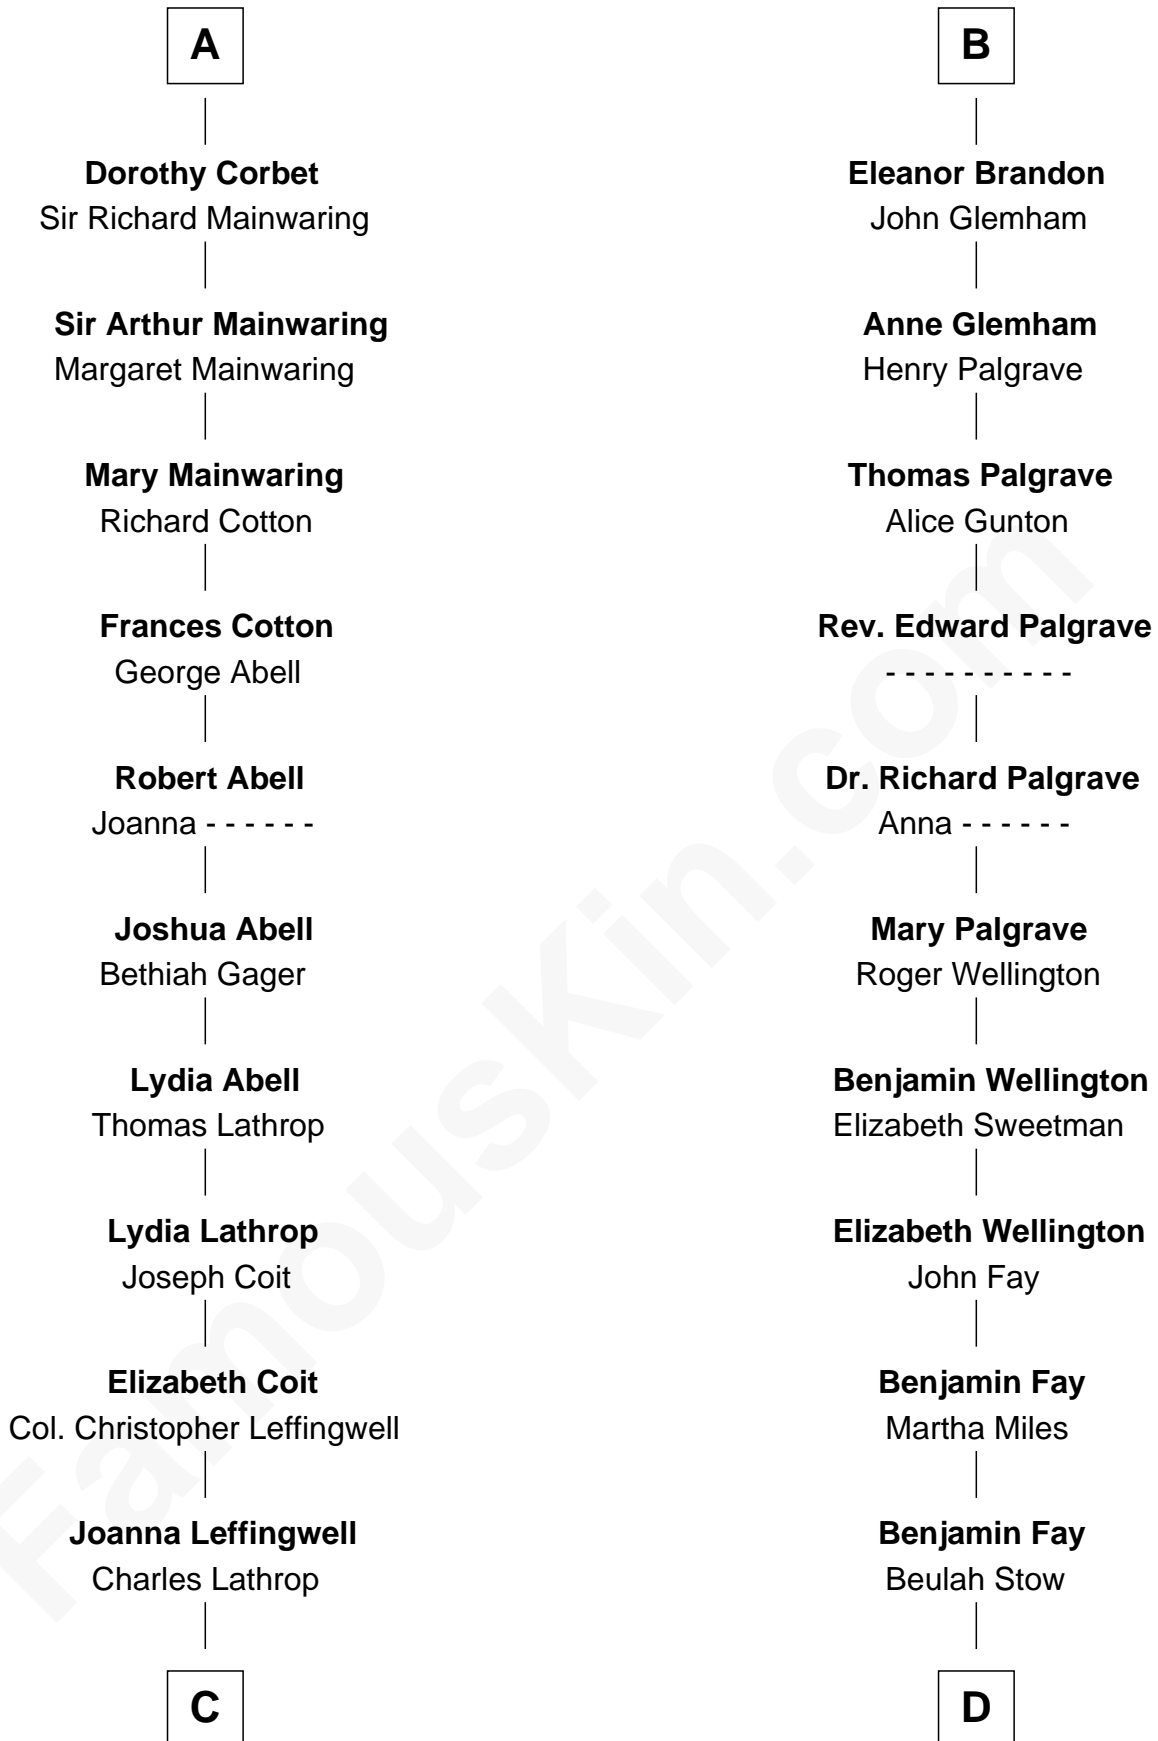 A
Dorothy Corbet
Sir Richard Mainwaring
Sir Arthur Mainwaring
Margaret Mainwaring
Mary Mainwaring
Richard Cotton
Frances Cotton
George Abell
Robert Abell
Joanna - - - - - -
Joshua Abell
Bethiah Gager
Lydia Abell
Thomas Lathrop
Lydia Lathrop
Joseph Coit
Elizabeth Coit
Col. Christopher Leffingwell
Joanna Leffingwell
Charles Lathrop
C
B
Eleanor Brandon
John Glemham
Anne Glemham
Henry Palgrave
Thomas Palgrave
Alice Gunton
Rev. Edward Palgrave
- - - - - - - - - -
Dr. Richard Palgrave
Anna - - - - - -
Mary Palgrave
Roger Wellington
Benjamin Wellington
Elizabeth Sweetman
Elizabeth Wellington
John Fay
Benjamin Fay
Martha Miles
Benjamin Fay
Beulah Stow
D
FamousKin.com